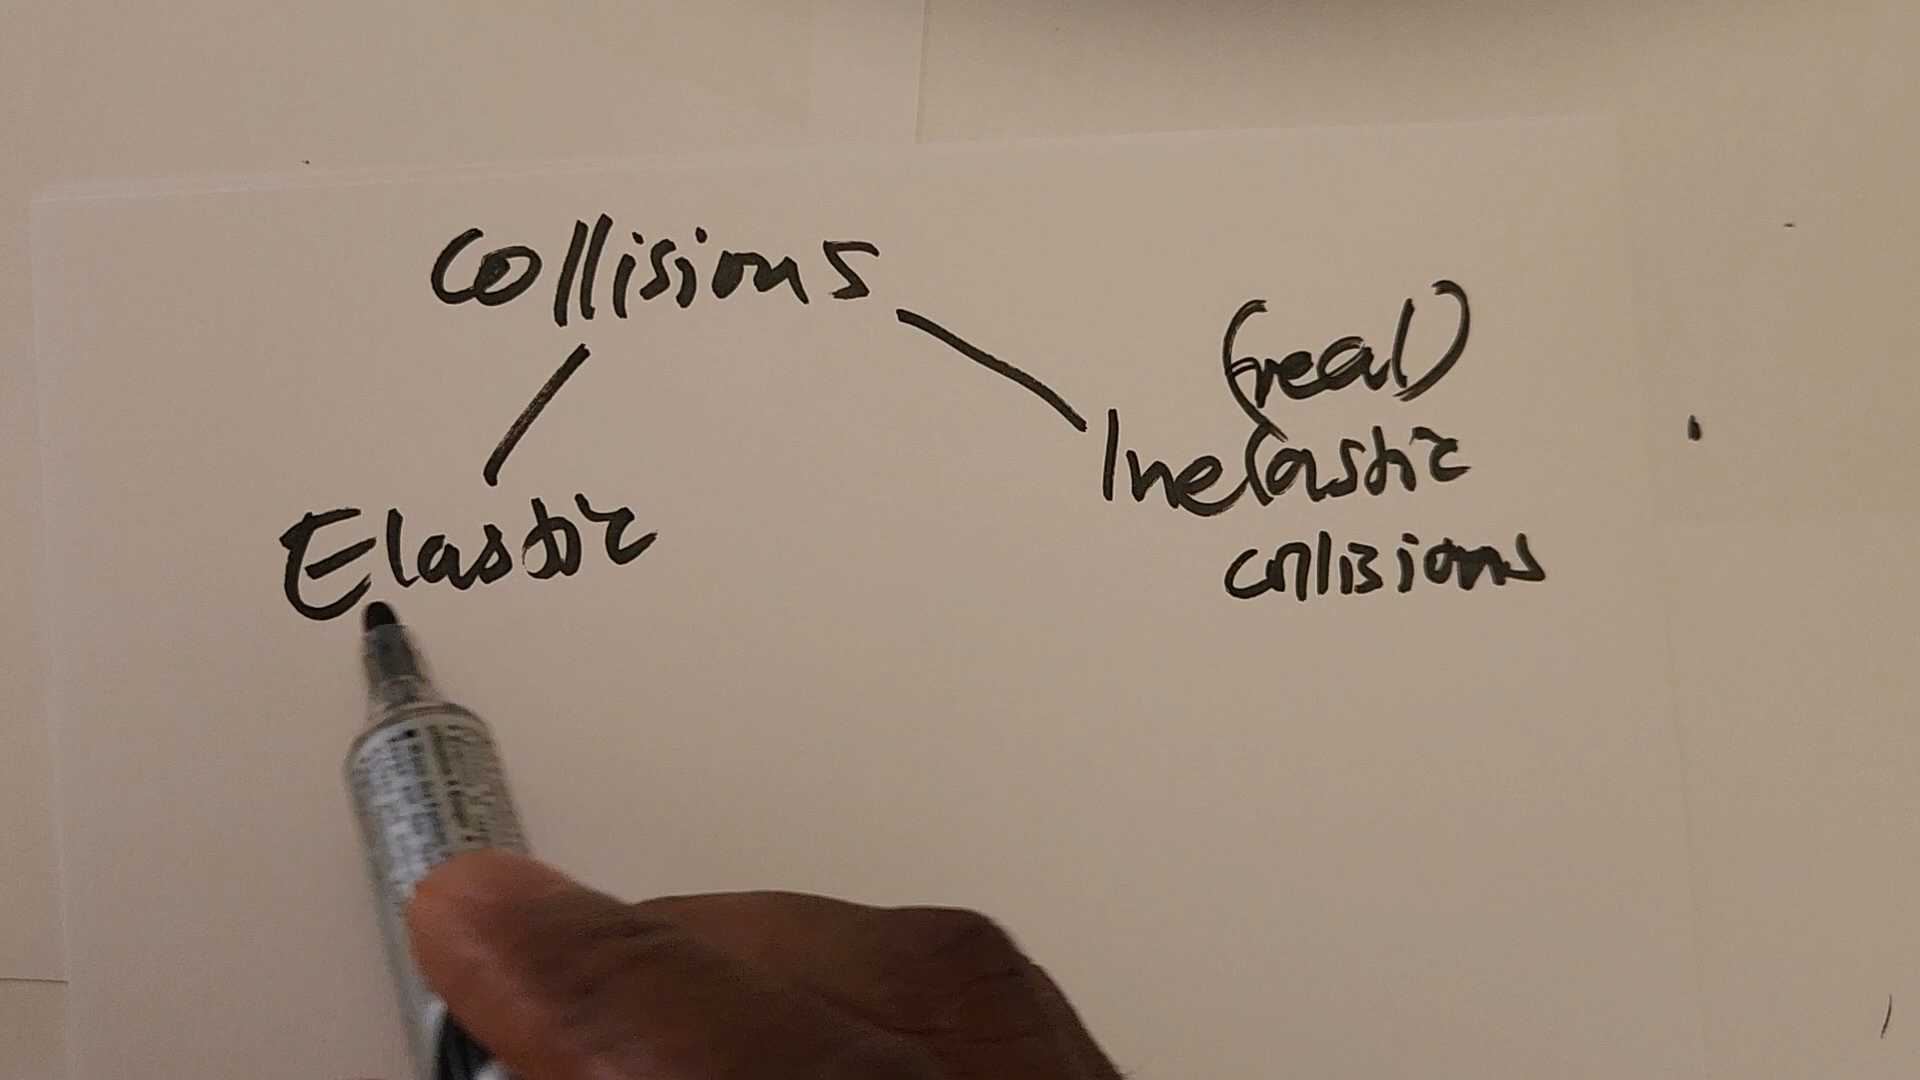 Collisions
(real)
Inelastic
collisions
Elastic